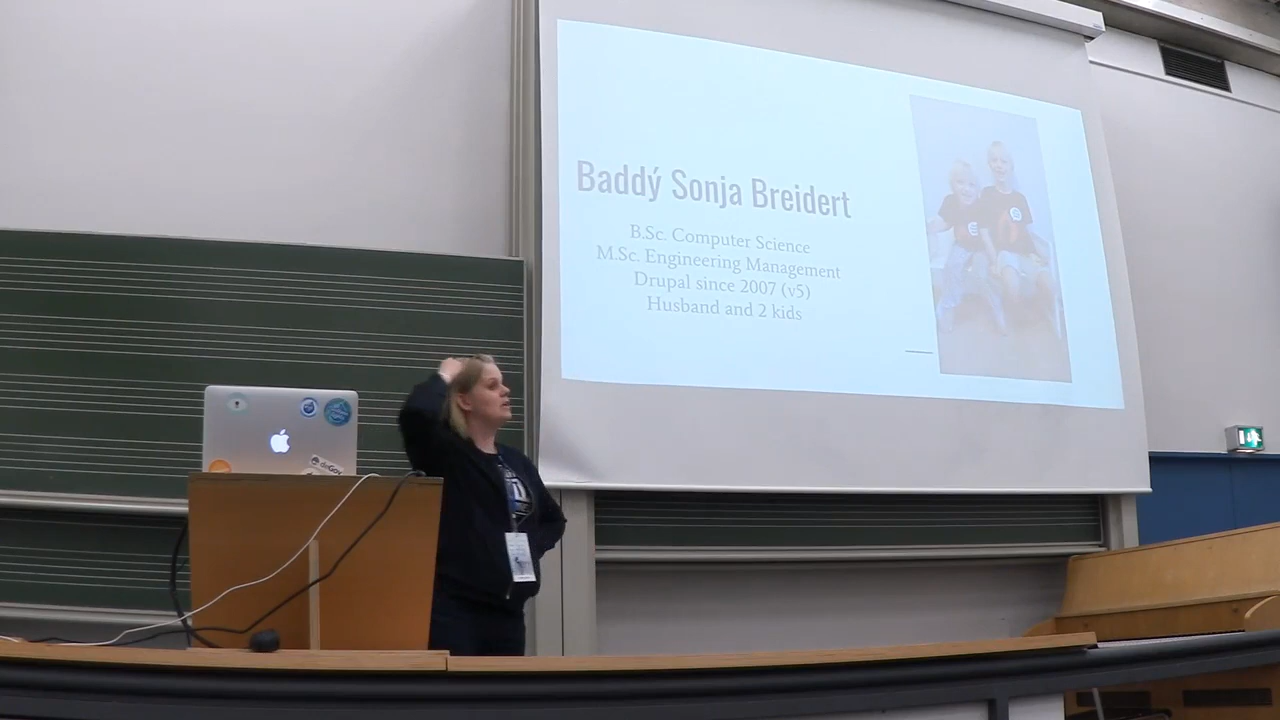 Baddý Sonja Breidert
B.Sc. Computer Science
M.Sc. Engineering Management
Drupal since 2007 (v5)
Husband and 2 kids